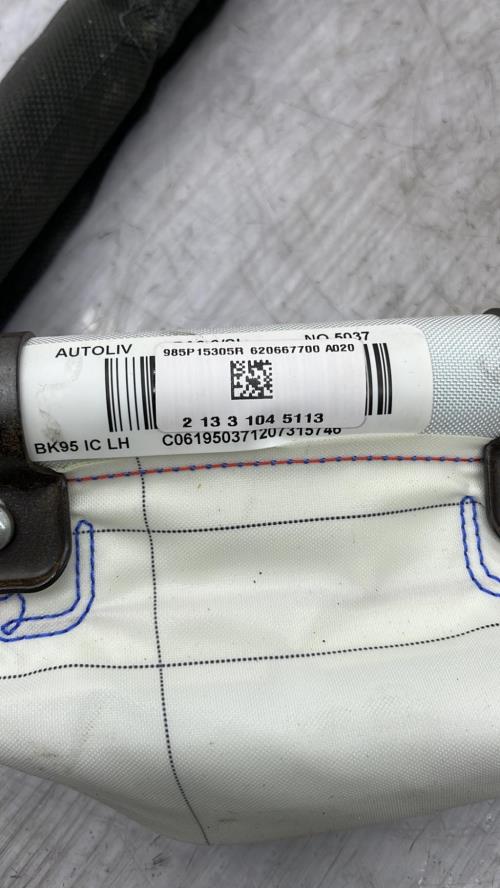 AUTOLIV
NO 5037
985P15305R 620667700 A020
2 13 3 104 5113
BK95 IC LH
C061950371207315746